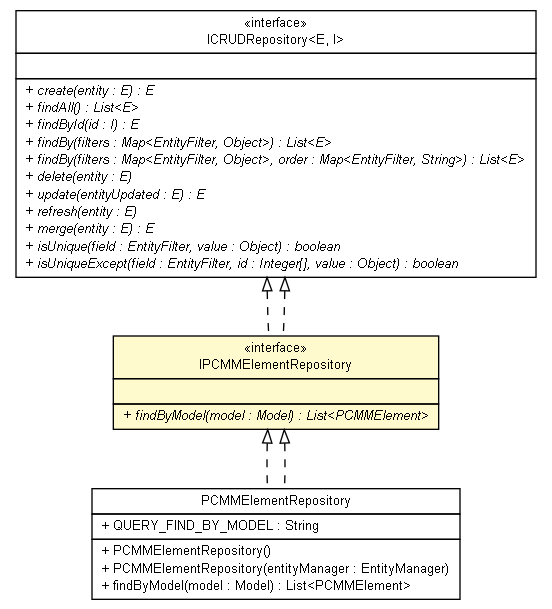 «interface»
ICRUDRepository<E, I>
+ create(entity : E) : E
+ findAll() : List<E>
+ findById(id : I) : E
+ findBy(filters : Map<EntityFilter, Object>) : List<E>
+ findBy(filters : Map<EntityFilter, Object>, order : Map<EntityFilter, String>) : List<E>
+ delete(entity : E)
+ update(entityUpdated : E) : E
+ refresh(entity : E)
+ merge(entity : E) : E
+ isUnique(field : EntityFilter, value : Object) : boolean
+ isUniqueExcept(field : EntityFilter, id : Integer[], value : Object) : boolean
«interface»
IPCMMElementRepository
+ findByModel(model : Model) : List<PCMMElement>
PCMMElementRepository
+ QUERY_FIND_BY_MODEL : String
+ PCMMElementRepository()
+ PCMMElementRepository(entityManager : EntityManager)
+ findByModel(model : Model) : List<PCMMElement>